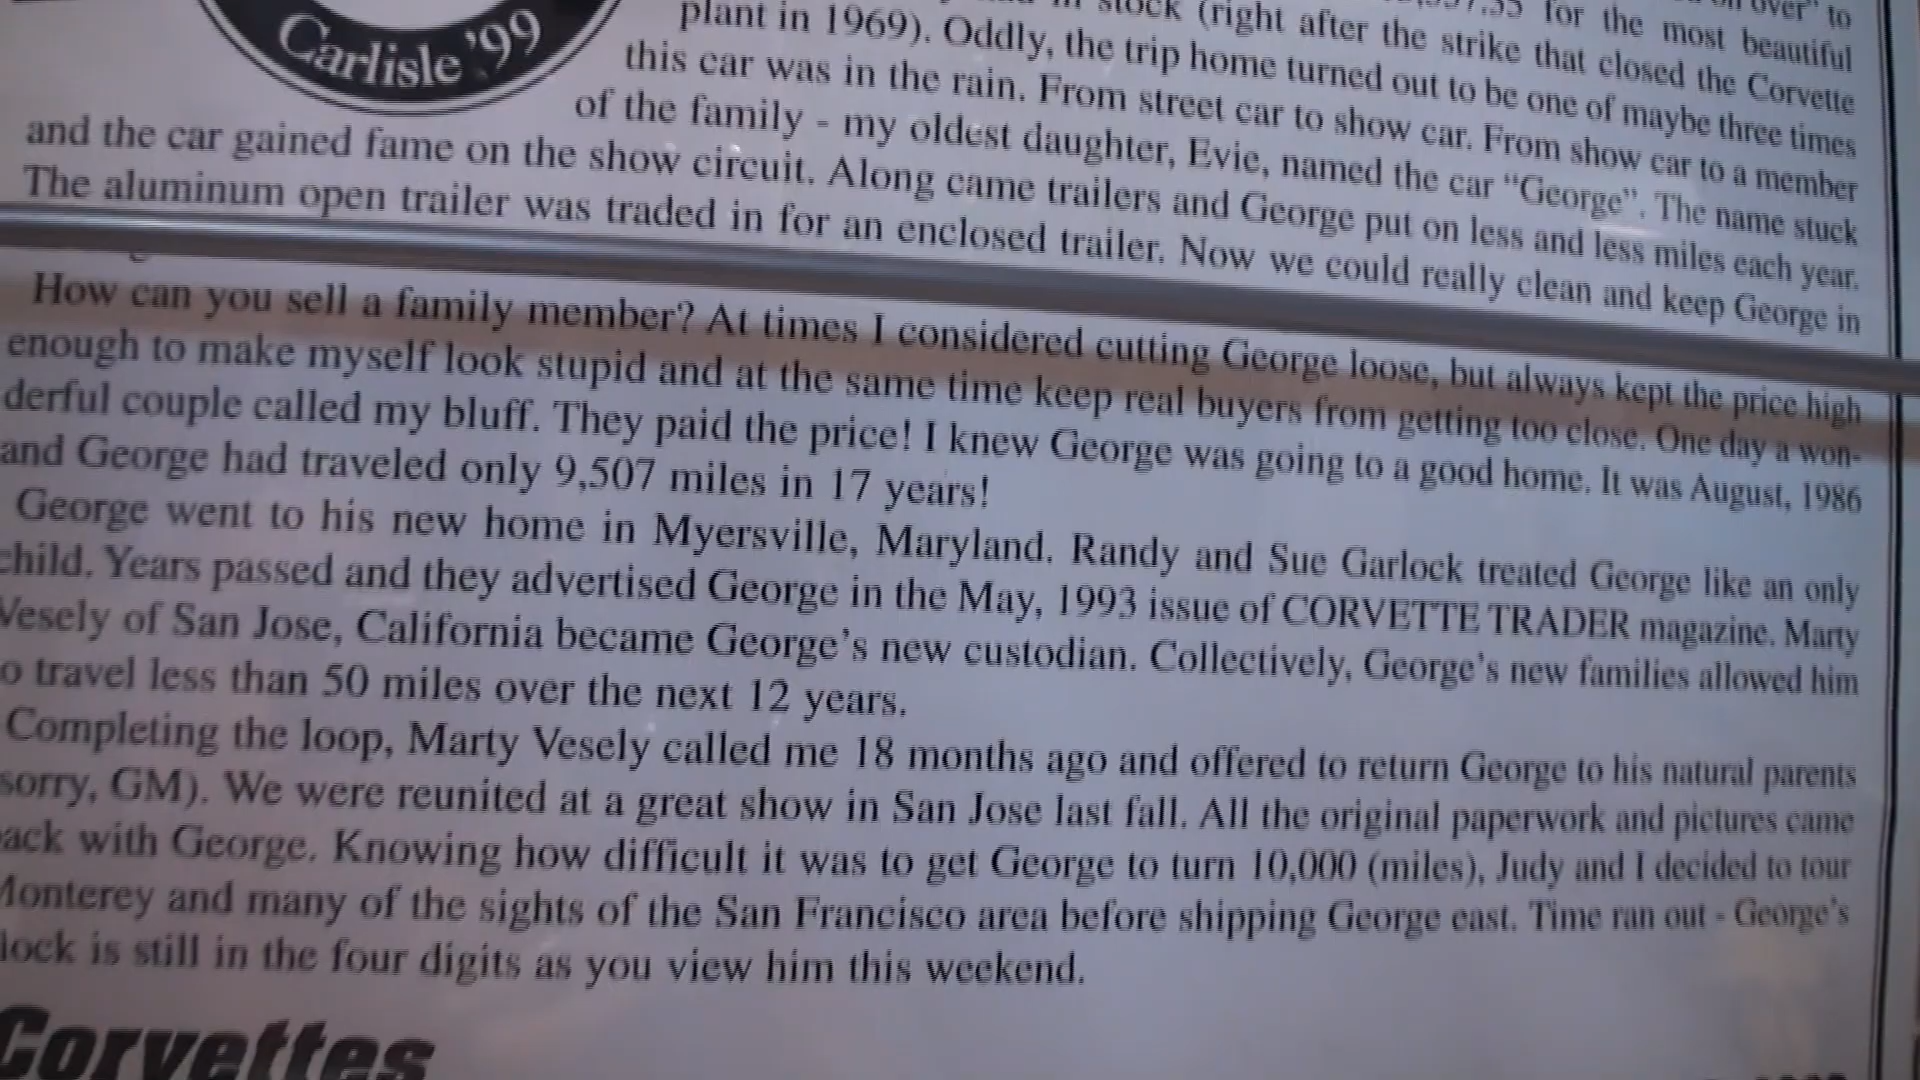 Carlisle '99
over" to
for the most beautiful
stock (right after the strike that closed the Corvette
plant in 1969). Oddly, the trip home turned out to be one of maybe three times
this car was in the rain. From street car to show car. From show car to a member
of the family - my oldest daughter, Evie, named the car "George". The name stuck
and the car gained fame on the show circuit. Along came trailers and George put on less and less miles each year.
The aluminum open trailer was traded in for an enclosed trailer. Now we could really clean and keep George in
How can you sell a family member? At times I considered cutting George loose, but always kept the price high
enough to make myself look stupid and at the same time keep real buyers from getting too close. One day a won-
derful couple called my bluff. They paid the price! I knew George was going to a good home. It was August, 1986
and George had traveled only 9,507 miles in 17 years!
George went to his new home in Myersville, Maryland. Randy and Sue Garlock treated George like an only
child. Years passed and they advertised George in the May, 1993 issue of CORVETTE TRADER magazine. Marty
Vesely of San Jose, California became George's new custodian. Collectively, George's new families allowed him
o travel less than 50 miles over the next 12 years.
Completing the loop, Marty Vesely called me 18 months ago and offered to return George to his natural parents
sorry, GM). We were reunited at a great show in San Jose last fall. All the original paperwork and pictures came
ack with George. Knowing how difficult it was to get George to turn 10,000 (miles), Judy and I decided to tour
Monterey and many of the sights of the San Francisco area before shipping George east. Time ran out - George's
lock is still in the four digits as you view him this weekend.
Corvettes